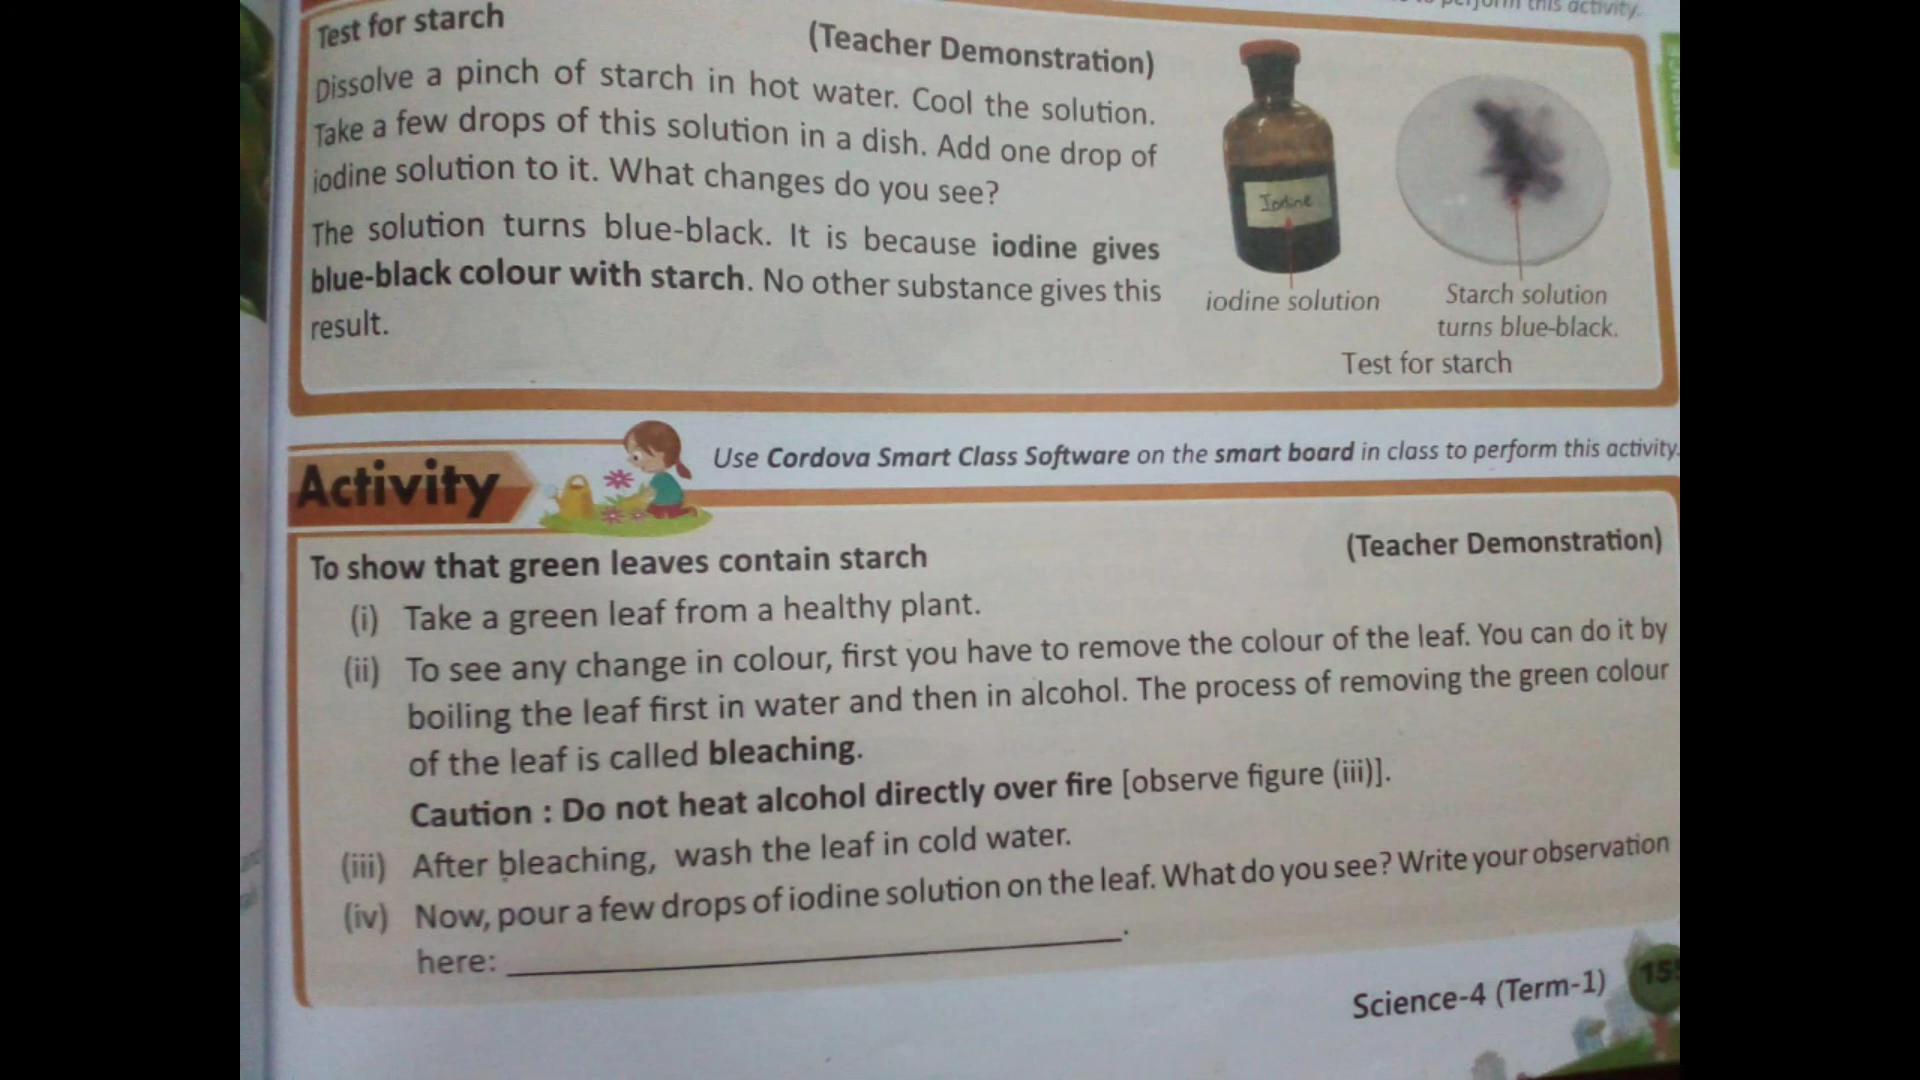 to perform this activity.
Test for starch
(Teacher Demonstration)
Dissolve a pinch of starch in hot water. Cool the solution.
Take a few drops of this solution in a dish. Add one drop of
iodine solution to it. What changes do you see?
The solution turns blue-black. It is because iodine gives
blue-black colour with starch. No other substance gives this
result.
Iodine
iodine solution
Starch solution
turns blue-black.
Test for starch
Activity
Use Cordova Smart Class Software on the smart board in class to perform this activity.
To show that green leaves contain starch
(Teacher Demonstration)
(i) Take a green leaf from a healthy plant.
(ii) To see any change in colour, first you have to remove the colour of the leaf. You can do it by
boiling the leaf first in water and then in alcohol. The process of removing the green colour
of the leaf is called bleaching.
Caution : Do not heat alcohol directly over fire [observe figure (iii)].
(iii) After bleaching, wash the leaf in cold water.
(iv) Now, pour a few drops of iodine solution on the leaf. What do you see? Write your observation
here: ____________________.
Science-4 (Term-1)